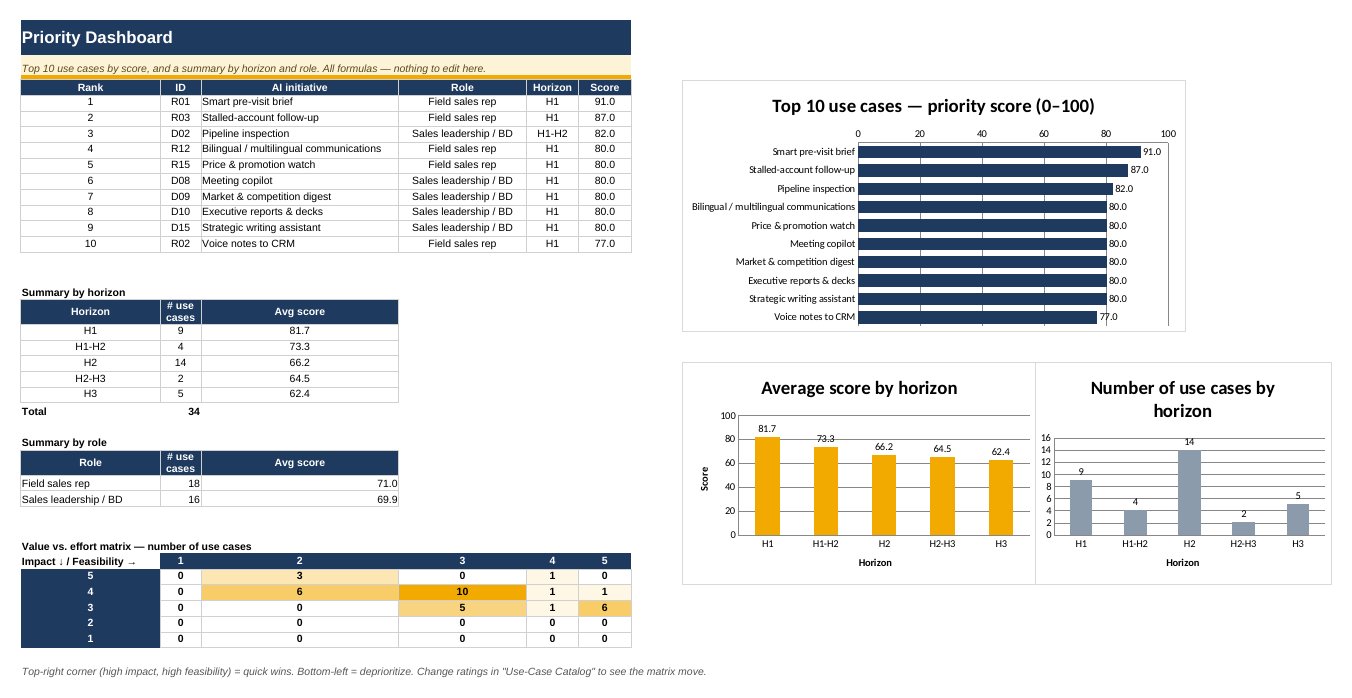 Priority Dashboard
Top 10 use cases by score, and a summary by horizon and role. All formulas — nothing to edit here.
Rank ID AI initiative Role Horizon Score
1 R01 Smart pre-visit brief Field sales rep H1 91.0
2 R03 Stalled-account follow-up Field sales rep H1 87.0
3 D02 Pipeline inspection Sales leadership / BD H1-H2 82.0
4 R12 Bilingual / multilingual communications Field sales rep H1 80.0
5 R15 Price & promotion watch Field sales rep H1 80.0
6 D08 Meeting copilot Sales leadership / BD H1 80.0
7 D09 Market & competition digest Sales leadership / BD H1 80.0
8 D10 Executive reports & decks Sales leadership / BD H1 80.0
9 D15 Strategic writing assistant Sales leadership / BD H1 80.0
10 R02 Voice notes to CRM Field sales rep H1 77.0
Summary by horizon
Horizon # use cases Avg score
H1 9 81.7
H1-H2 4 73.3
H2 14 66.2
H2-H3 2 64.5
H3 5 62.4
Total 34
Summary by role
Role # use cases Avg score
Field sales rep 18 71.0
Sales leadership / BD 16 69.9
Value vs. effort matrix — number of use cases
Impact ↓ / Feasibility → 1 2 3 4 5
5 0 3 0 1 0
4 0 6 10 1 1
3 0 0 5 1 6
2 0 0 0 0 0
1 0 0 0 0 0
Top-right corner (high impact, high feasibility) = quick wins. Bottom-left = deprioritize. Change ratings in "Use-Case Catalog" to see the matrix move.
Top 10 use cases — priority score (0–100)
0 20 40 60 80 100
Smart pre-visit brief 91.0
Stalled-account follow-up 87.0
Pipeline inspection 82.0
Bilingual / multilingual communications 80.0
Price & promotion watch 80.0
Meeting copilot 80.0
Market & competition digest 80.0
Executive reports & decks 80.0
Strategic writing assistant 80.0
Voice notes to CRM 77.0
Average score by horizon
Score
100
80
60
40
20
0
81.7 73.3 66.2 64.5 62.4
H1 H1-H2 H2 H2-H3 H3
Horizon
Number of use cases by
horizon
16
14
12
10
8
6
4
2
0
9 4 14 2 5
H1 H1-H2 H2 H2-H3 H3
Horizon